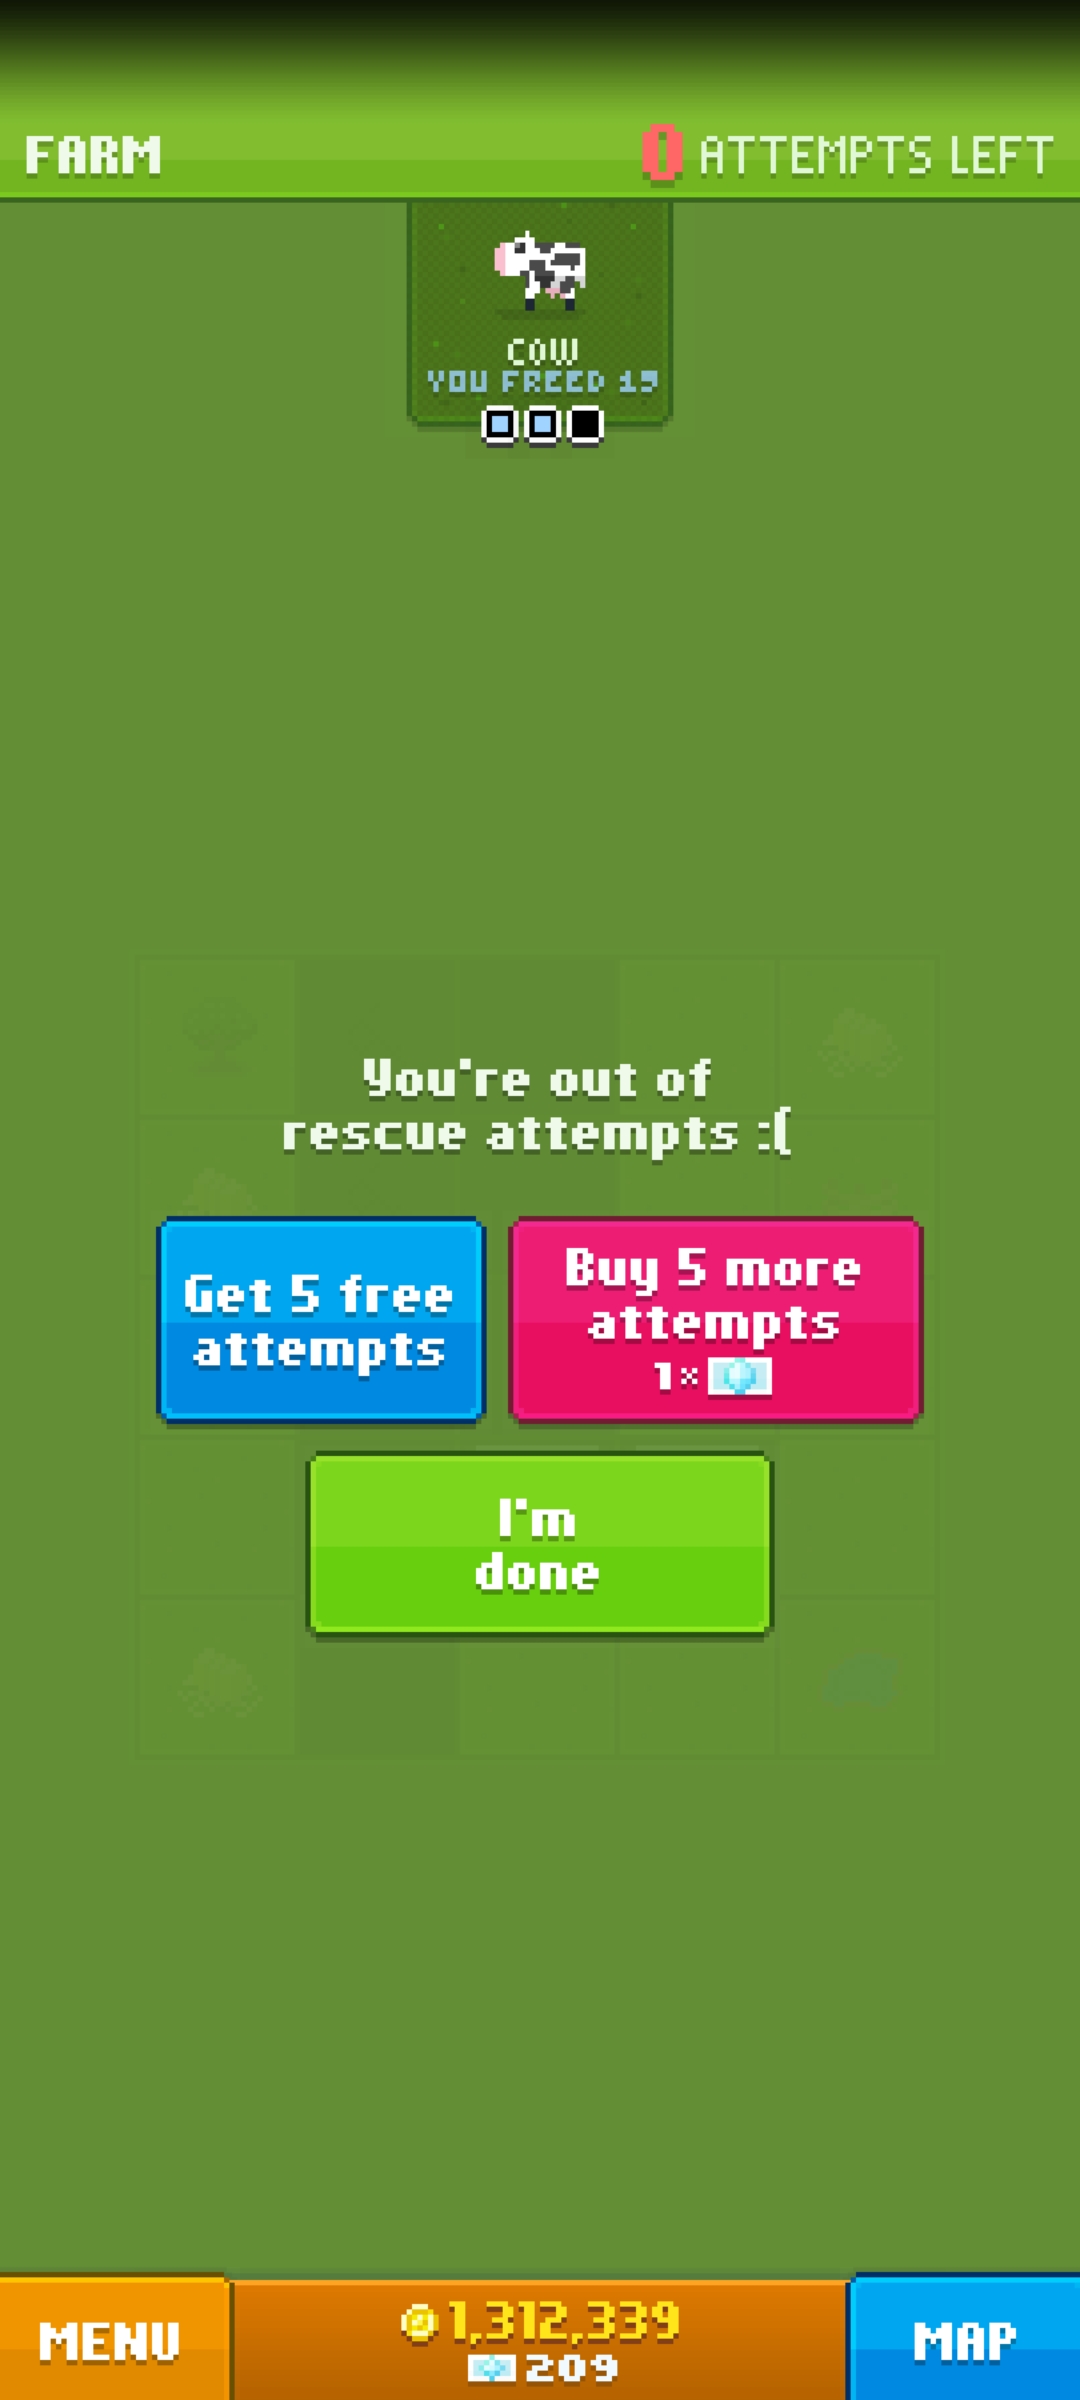 FARM
0 ATTEMPTS LEFT
COW
YOU FREED 19
You're out of
rescue attempts :(
Get 5 free
attempts
Buy 5 more
attempts
1×
I'm
done
MENU
1,312,339
209
MAP